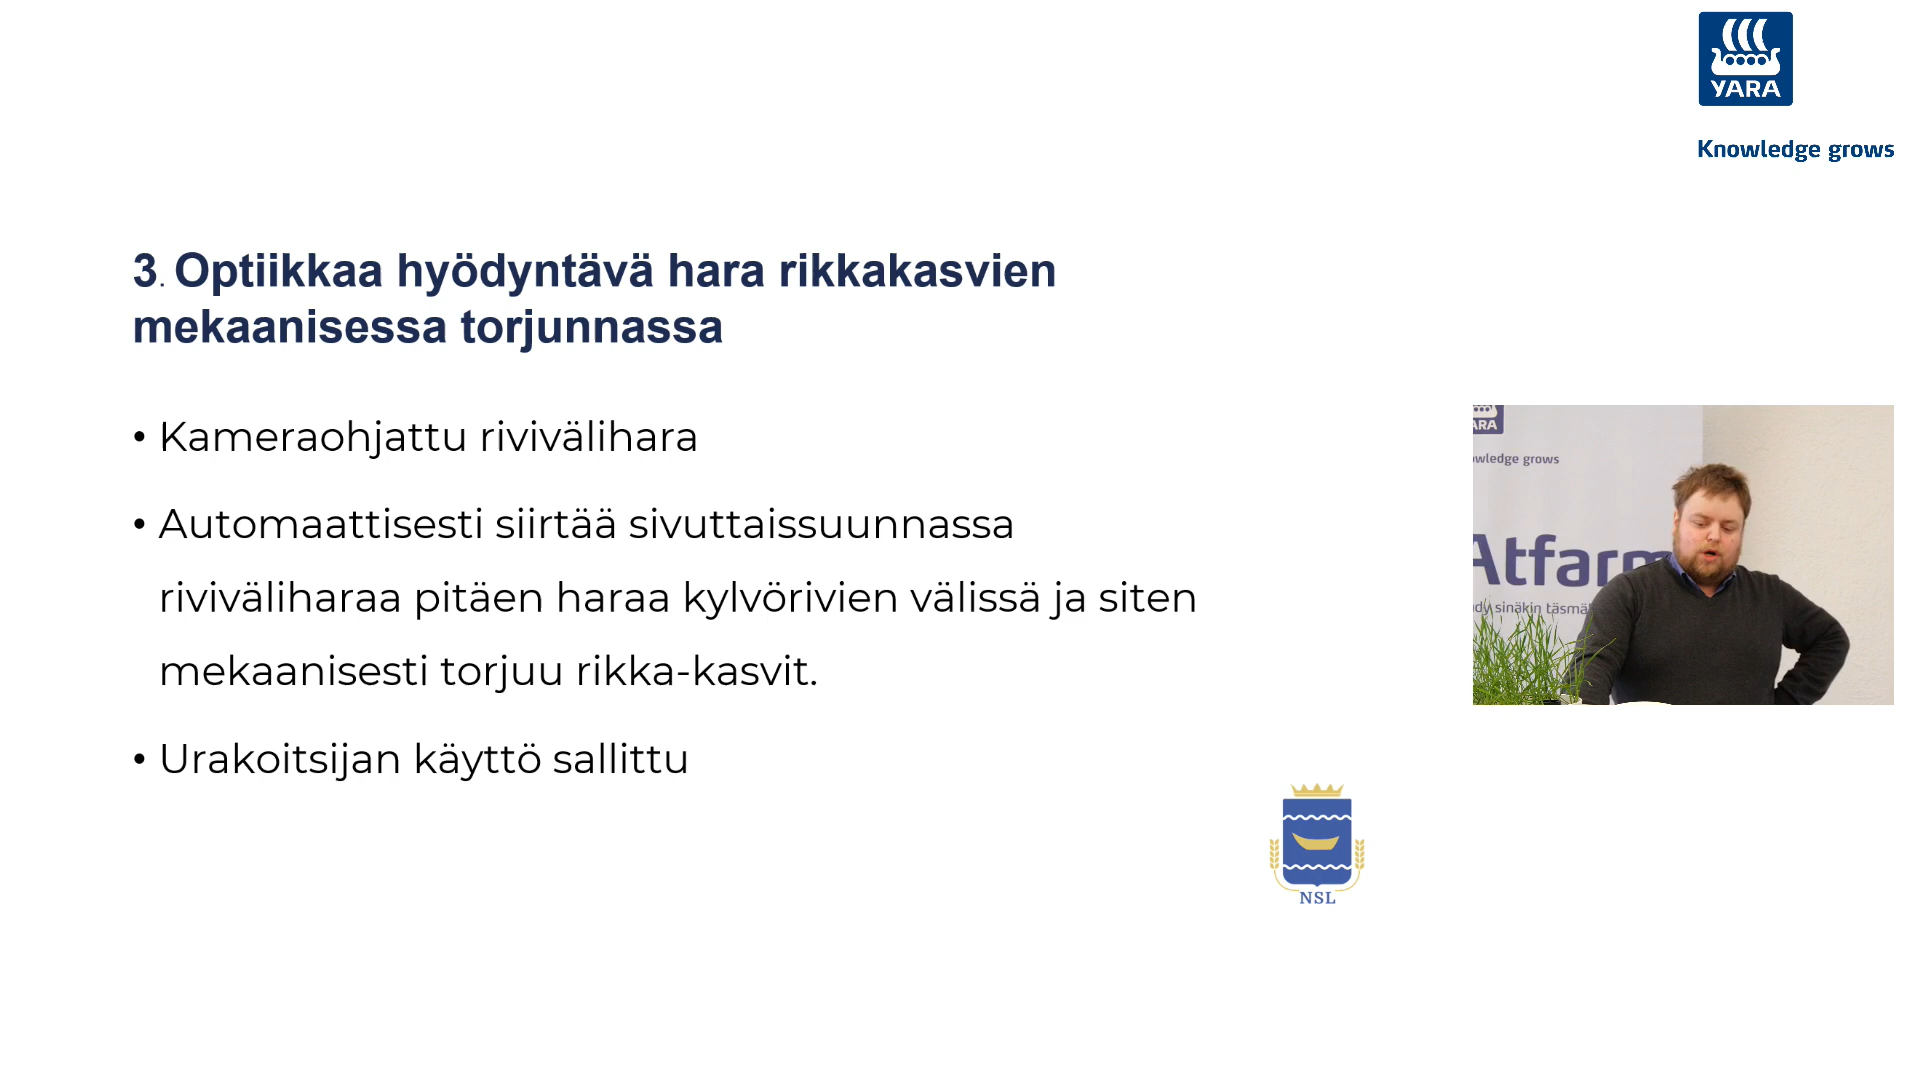 YARA
Knowledge grows
3. Optiikkaa hyödyntävä hara rikkakasvien
mekaanisessa torjunnassa
• Kameraohjattu rivivälihara
• Automaattisesti siirtää sivuttaissuunnassa
riviväliharaa pitäen haraa kylvörivien välissä ja siten
mekaanisesti torjuu rikka-kasvit.
• Urakoitsijan käyttö sallittu
ARA
wledge grows
Atfarm
sinäkin täsmä
NSL